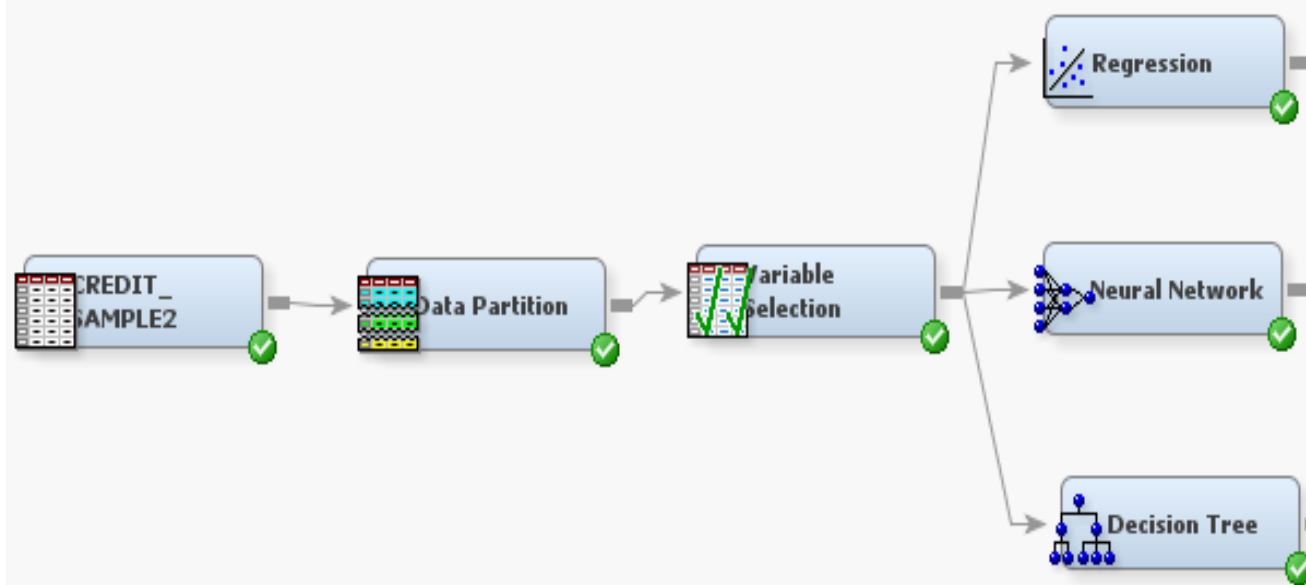 Regression
CREDIT_
SAMPLE2
Data Partition
Variable
Selection
Neural Network
Decision Tree